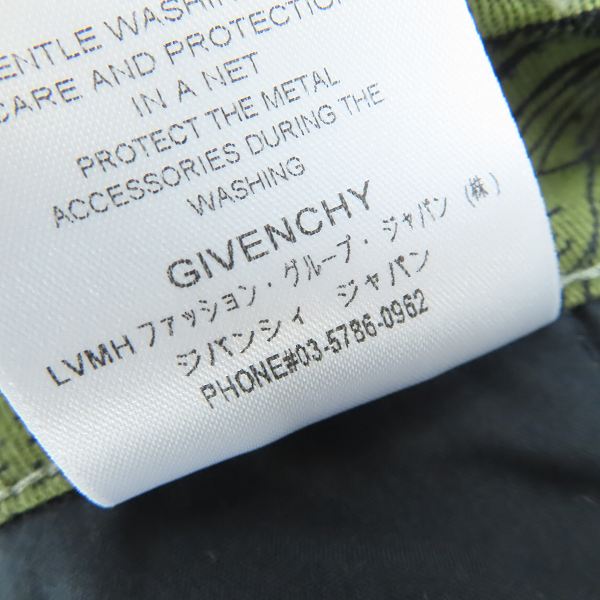 ENTLE WASHIN
CARE AND PROTECTION
IN A NET
PROTECT THE METAL
ACCESSORIES DURING THE
WASHING
GIVENCHY
LVMH ファッション・グループ・ジャパン (株)
ジバンシィ ジャパン
PHONE#03-5786-0962